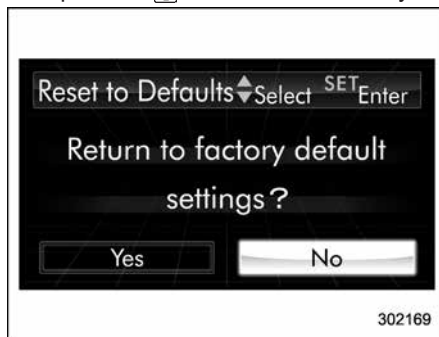 Reset to Defaults Select SET Enter
Return to factory default
settings?
Yes
No
302169